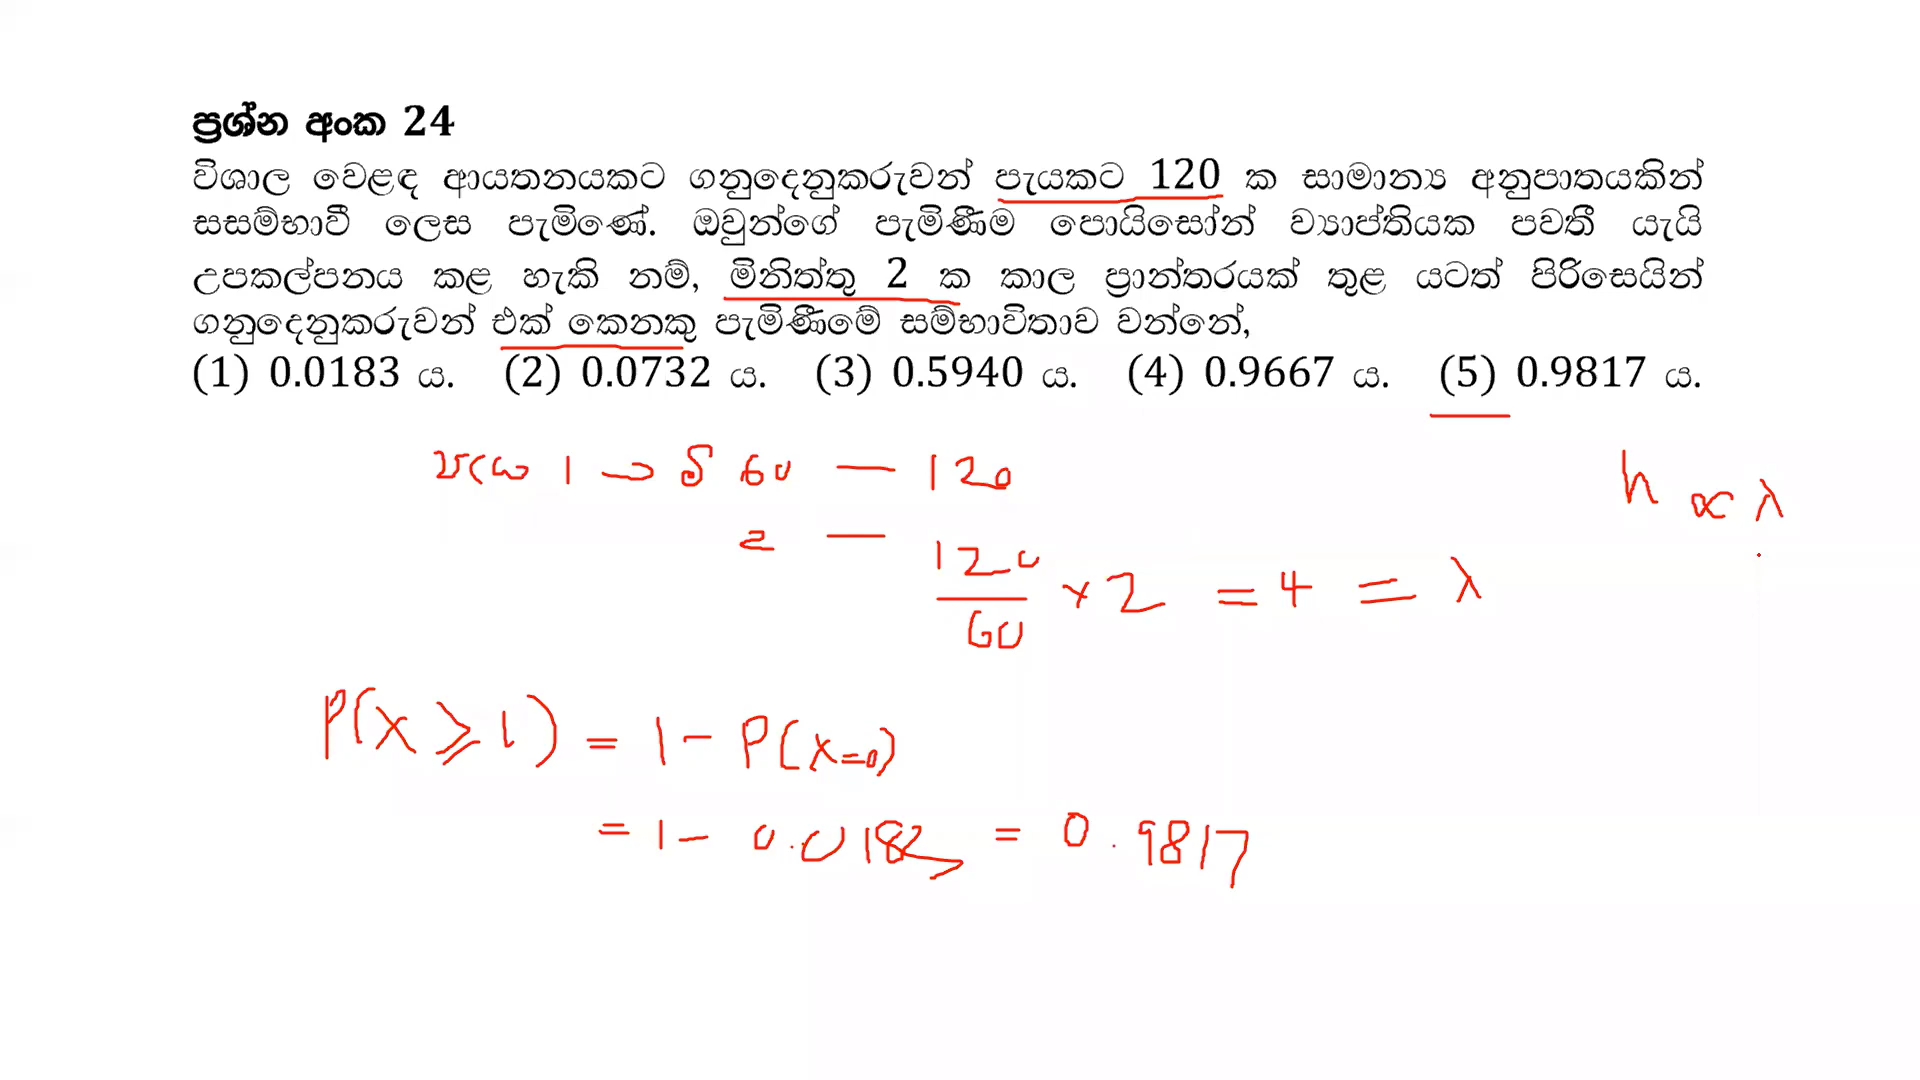 ප්‍රශ්න අංක 24
විශාල වෙළඳ ආයතනයකට ගනුදෙනුකරුවන් පැයකට 120 ක සාමාන්‍ය අනුපාතයකින්
සසම්භාවී ලෙස පැමිණේ. ඔවුන්ගේ පැමිණීම පොයිසෝන් ව්‍යාප්තියක පවතී යැයි
උපකල්පනය කළ හැකි නම්, මිනිත්තු 2 ක කාල ප්‍රාන්තරයක් තුළ යටත් පිරිසෙයින්
ගනුදෙනුකරුවන් එක් කෙනකු පැමිණීමේ සම්භාවිතාව වන්නේ,
(1) 0.0183 ය. (2) 0.0732 ය. (3) 0.5940 ය. (4) 0.9667 ය. (5) 0.9817 ය.
පැය 1 → මි 60 — 120
2 — 120/60 × 2 = 4 = λ
h ∝ λ
P(x ≥ 1) = 1 - P(x=0)
= 1 - 0.0183 = 0.9817